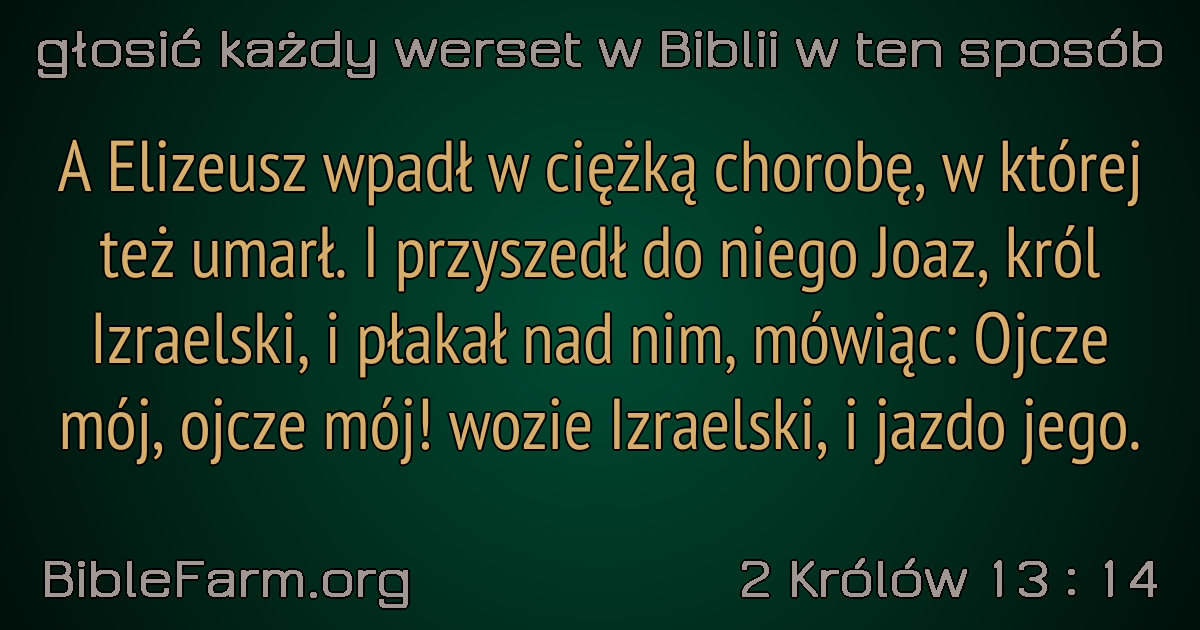 głosić każdy werset w Biblii w ten sposób
A Elizeusz wpadł w ciężką chorobę, w której
też umarł. I przyszedł do niego Joaz, król
Izraelski, i płakał nad nim, mówiąc: Ojcze
mój, ojcze mój! wozie Izraelski, i jazdo jego.
BibleFarm.org
2 Królów 13 : 14